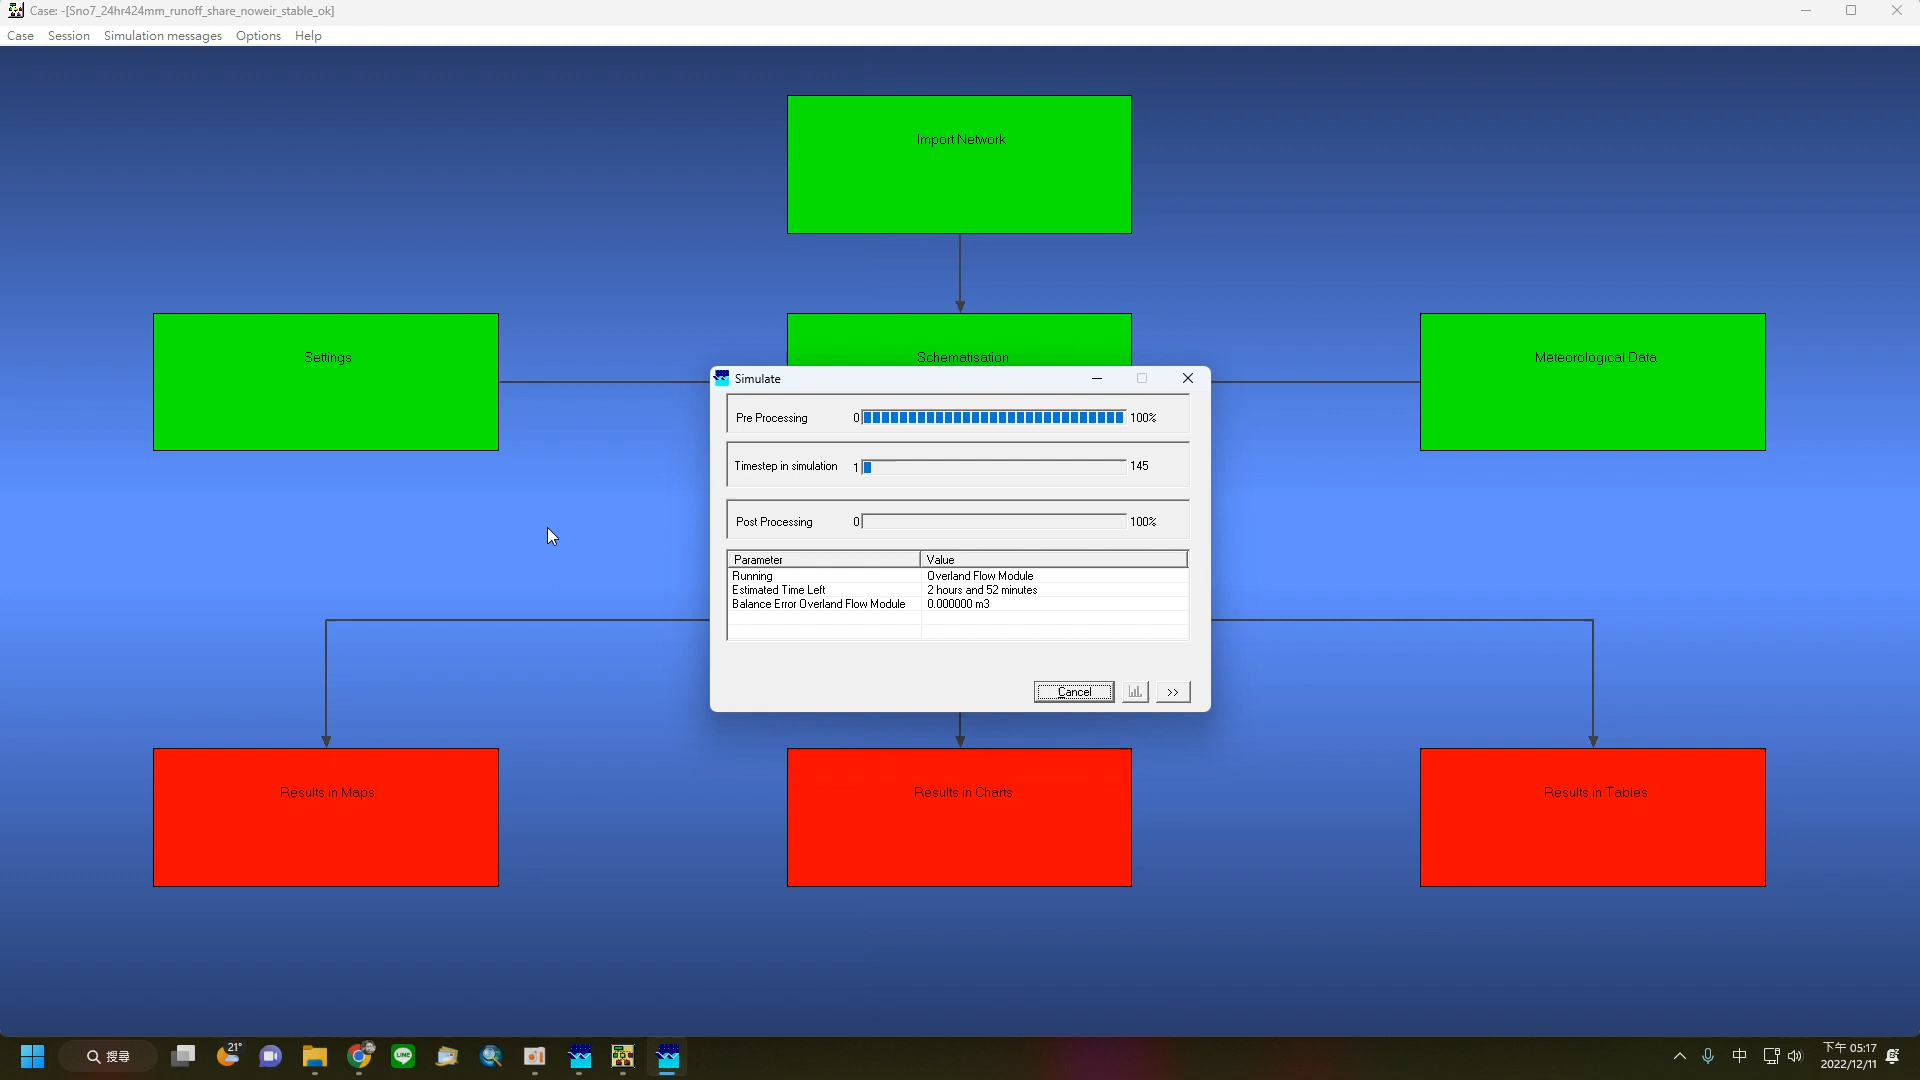 Case: -[Sno7_24hr424mm_runoff_share_noweir_stable_ok]
Case Session Simulation messages Options Help
Import Network
Settings
Schematisation
Meteorological Data
Simulate
Pre Processing 0 100%
Timestep in simulation 1 145
Post Processing 0 100%
Parameter Value
Running Overland Flow Module
Estimated Time Left 2 hours and 52 minutes
Balance Error Overland Flow Module 0.000000 m3
Cancel >>
Results in Maps
Results in Charts
Results in Tables
搜尋
21°
LINE
中
下午 05:17
2022/12/11